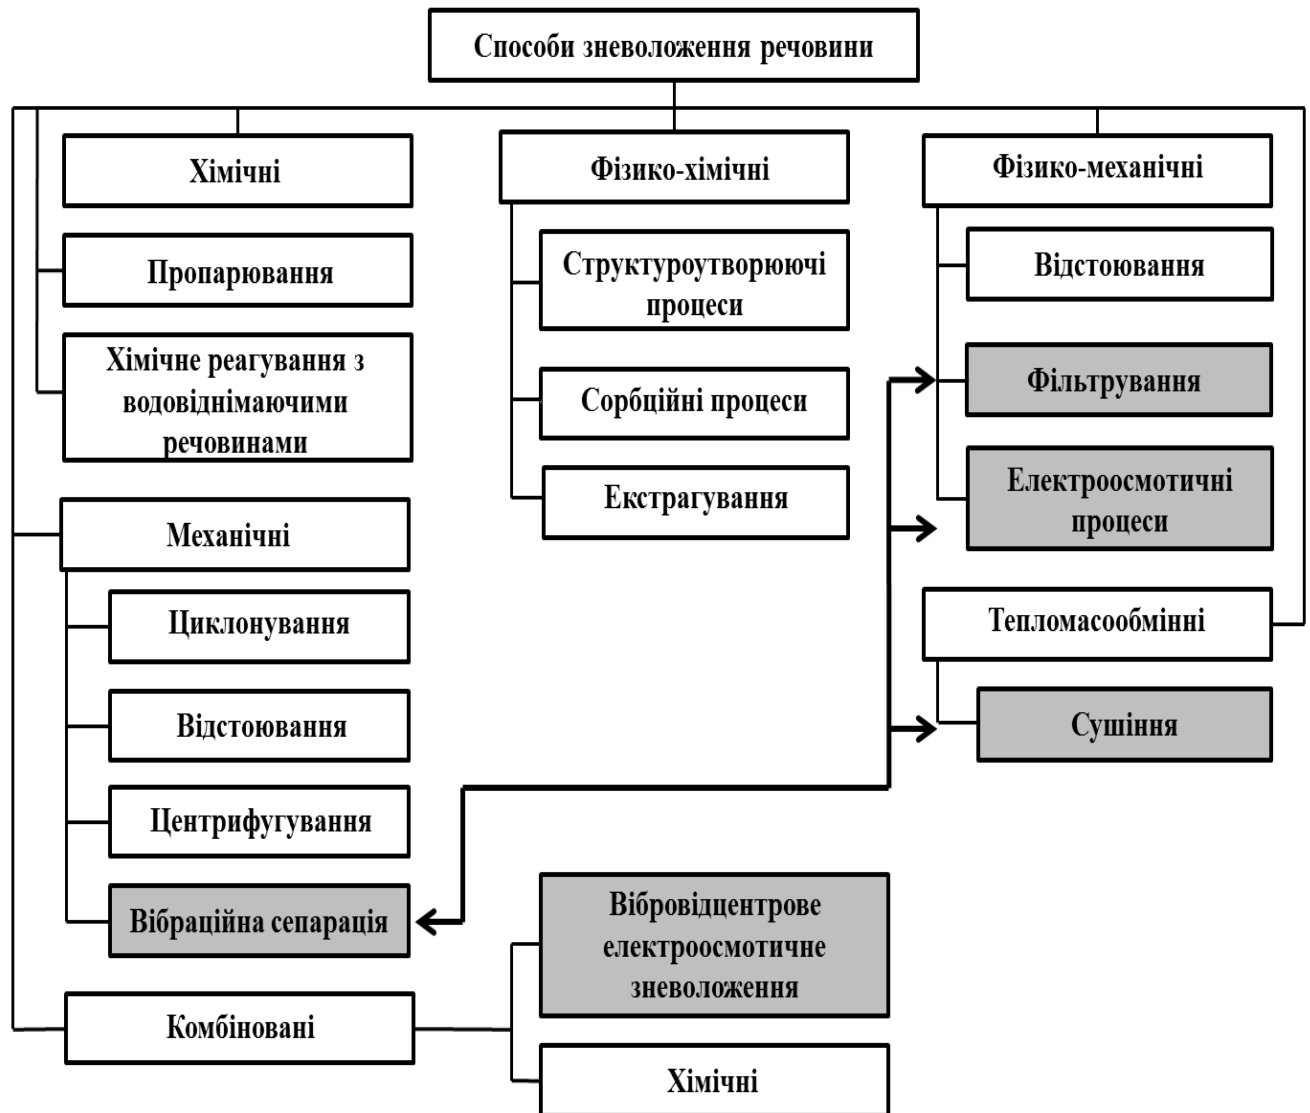 Способи зневоложення речовини
Хімічні
Пропарювання
Хімічне реагування з
водовіднімаючими
речовинами
Механічні
Циклонування
Відстоювання
Центрифугування
Вібраційна сепарація
Комбіновані
Фізико-хімічні
Структуроутворюючі
процеси
Сорбційні процеси
Екстрагування
Вібровідцентрове
електроосмотичне
зневоложення
Хімічні
Фізико-механічні
Відстоювання
Фільтрування
Електроосмотичні
процеси
Тепломасообмінні
Сушіння